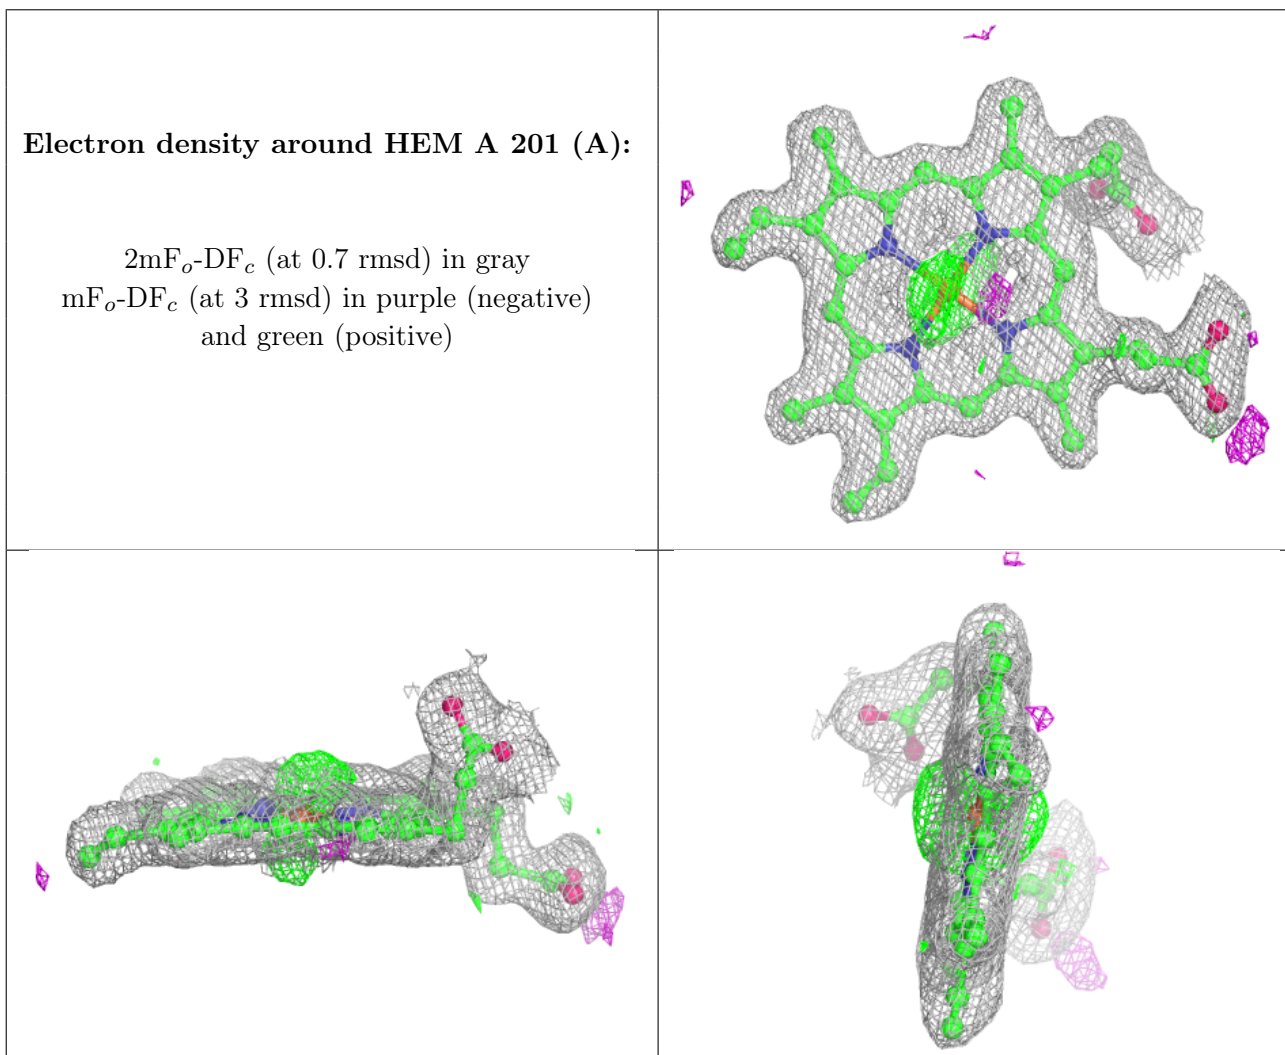 Electron density around HEM A 201 (A):
2mFo-DFc (at 0.7 rmsd) in gray
mFo-DFc (at 3 rmsd) in purple (negative)
and green (positive)